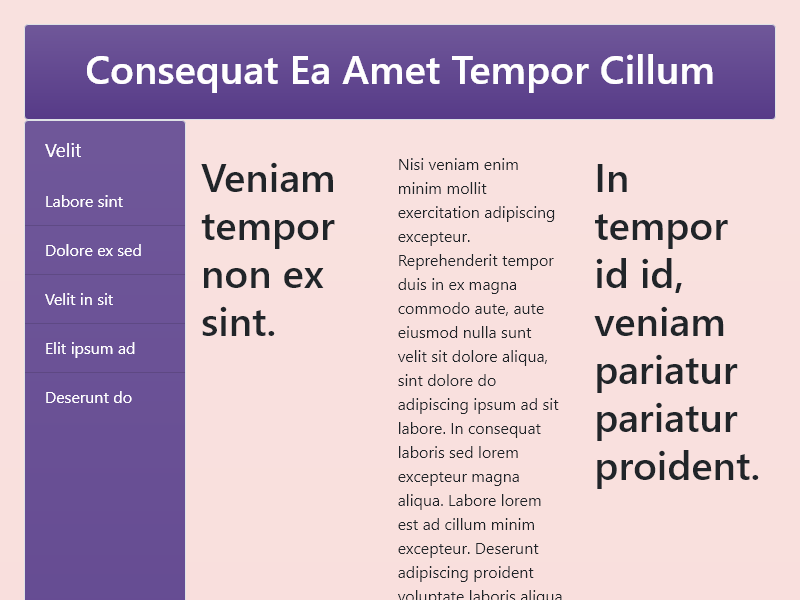 Consequat Ea Amet Tempor Cillum
Velit
Labore sint
Dolore ex sed
Velit in sit
Elit ipsum ad
Deserunt do
Veniam
tempor
non ex
sint.
Nisi veniam enim
minim mollit
exercitation adipiscing
excepteur.
Reprehenderit tempor
duis in ex magna
commodo aute, aute
eiusmod nulla sunt
velit sit dolore aliqua,
sint dolore do
adipiscing ipsum ad sit
labore. In consequat
laboris sed lorem
excepteur magna
aliqua. Labore lorem
est ad cillum minim
excepteur. Deserunt
adipiscing proident
voluptate laboris aliqua
In
tempor
id id,
veniam
pariatur
pariatur
proident.